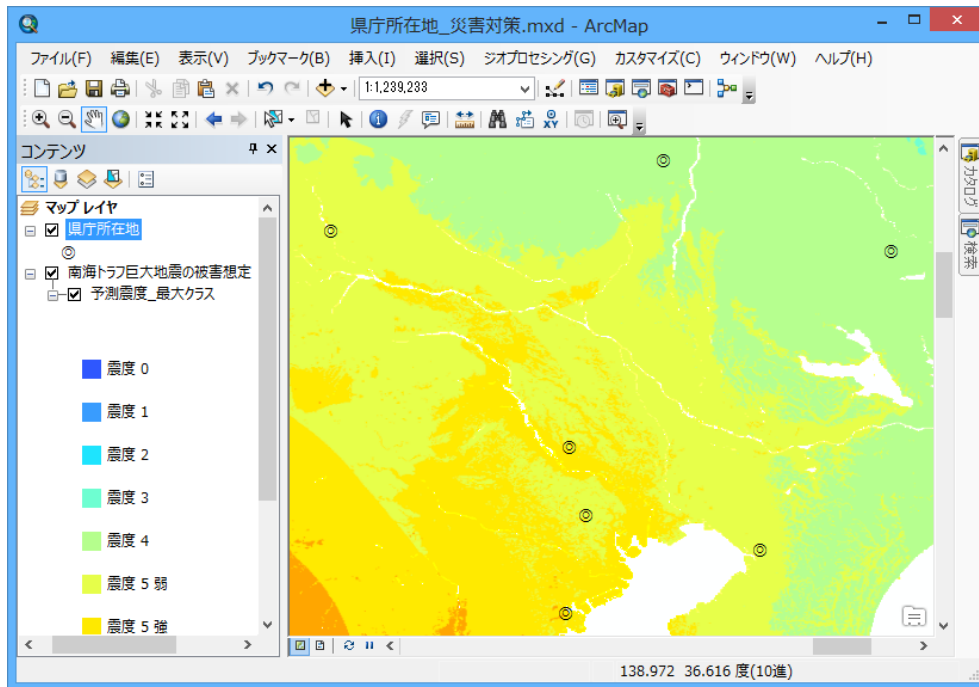 県庁所在地_災害対策.mxd - ArcMap
ファイル(F) 編集(E) 表示(V) ブックマーク(B) 挿入(I) 選択(S) ジオプロセシング(G) カスタマイズ(C) ウィンドウ(W) ヘルプ(H)
1:1,239,233
コンテンツ
マップ レイヤ
県庁所在地
南海トラフ巨大地震の被害想定
予測震度_最大クラス
震度 0
震度 1
震度 2
震度 3
震度 4
震度 5 弱
震度 5 強
カタログ
検索
138.972 36.616 度(10進)